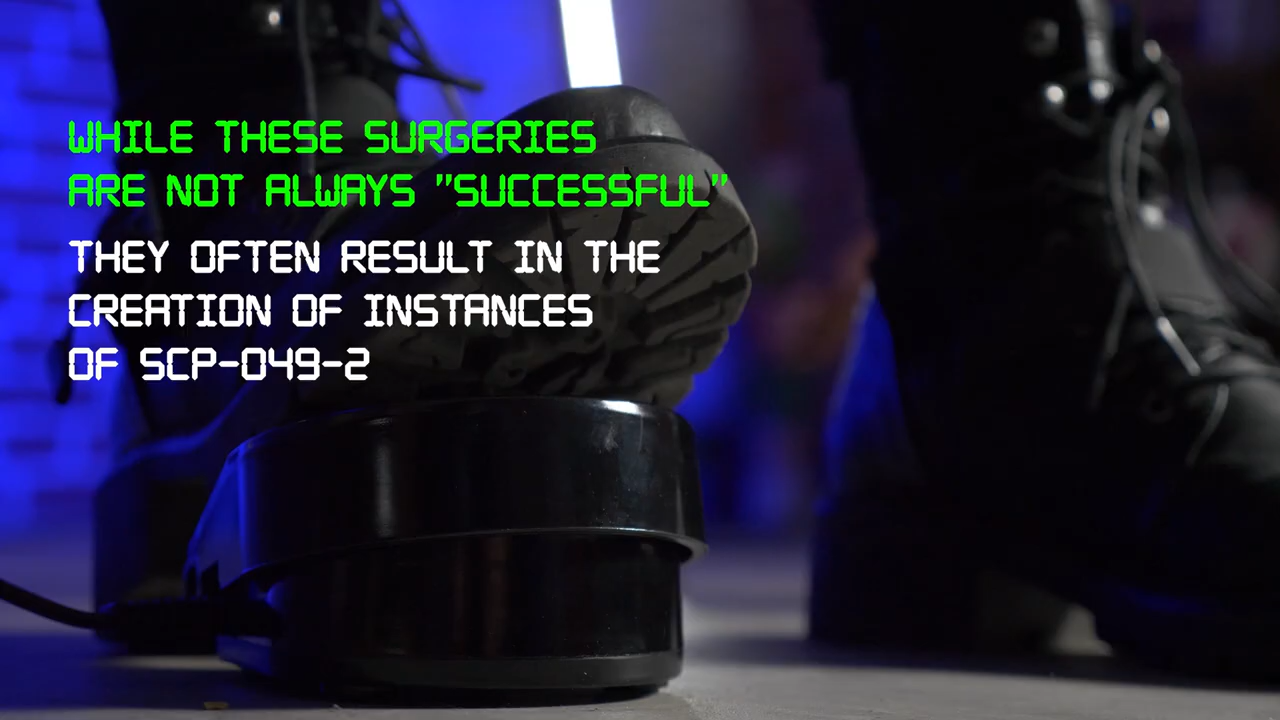 WHILE THESE SURGERIES
ARE NOT ALWAYS "SUCCESSFUL"
THEY OFTEN RESULT IN THE
CREATION OF INSTANCES
OF SCP-049-2